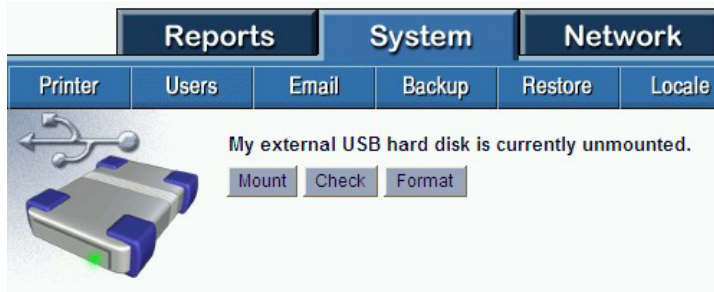 Reports System Network
Printer Users Email Backup Restore Locale
My external USB hard disk is currently unmounted.
Mount Check Format